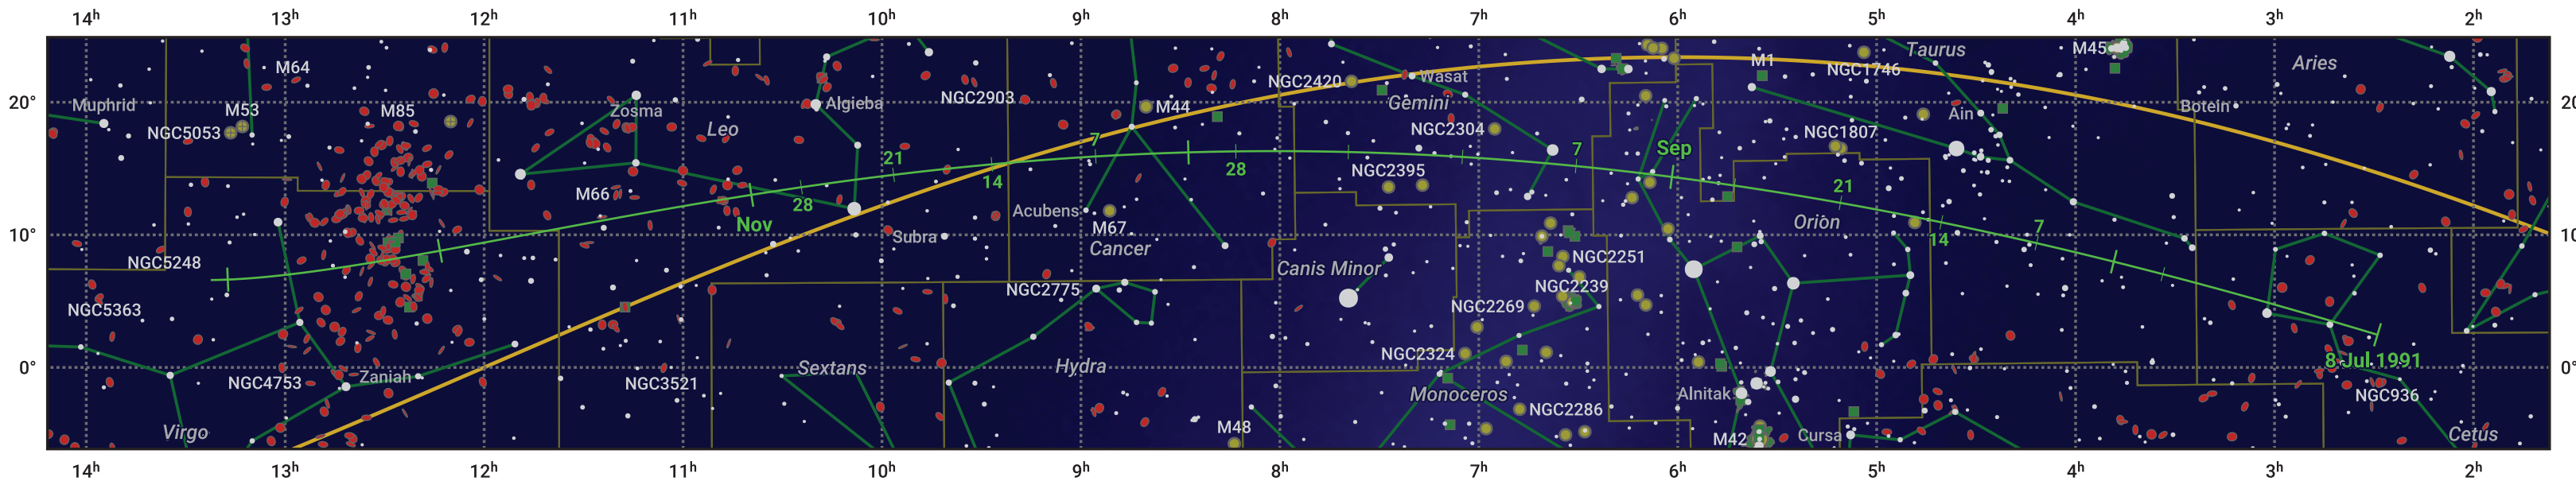 14h 13h 12h 11h 10h 9h 8h 7h 6h 5h 4h 3h 2h
M64 M45 Taurus Aries
M1 NGC1746
NGC2420 Wasat
20° Muphrid M53 M85 Zosma Algieba NGC2903 M44 Gemini Botein 20
NGC5053 Leo 7 NGC2304 7 Sep NGC1807 Ain
21 14 28 NGC2395 21
M66 28 Nov Acubens M67 Orion
10° Subra Cancer 14 7 10
NGC5248 Canis Minor NGC2251
NGC2775 NGC2239
NGC5363 NGC2269
0° NGC4753 Zaniah NGC3521 Sextans Hydra NGC2324 8 Jul 1991 0°
Monoceros Alnitak NGC936
Virgo M48 NGC2286 M42 Cursa Cetus
14h 13h 12h 11h 10h 9h 8h 7h 6h 5h 4h 3h 2h